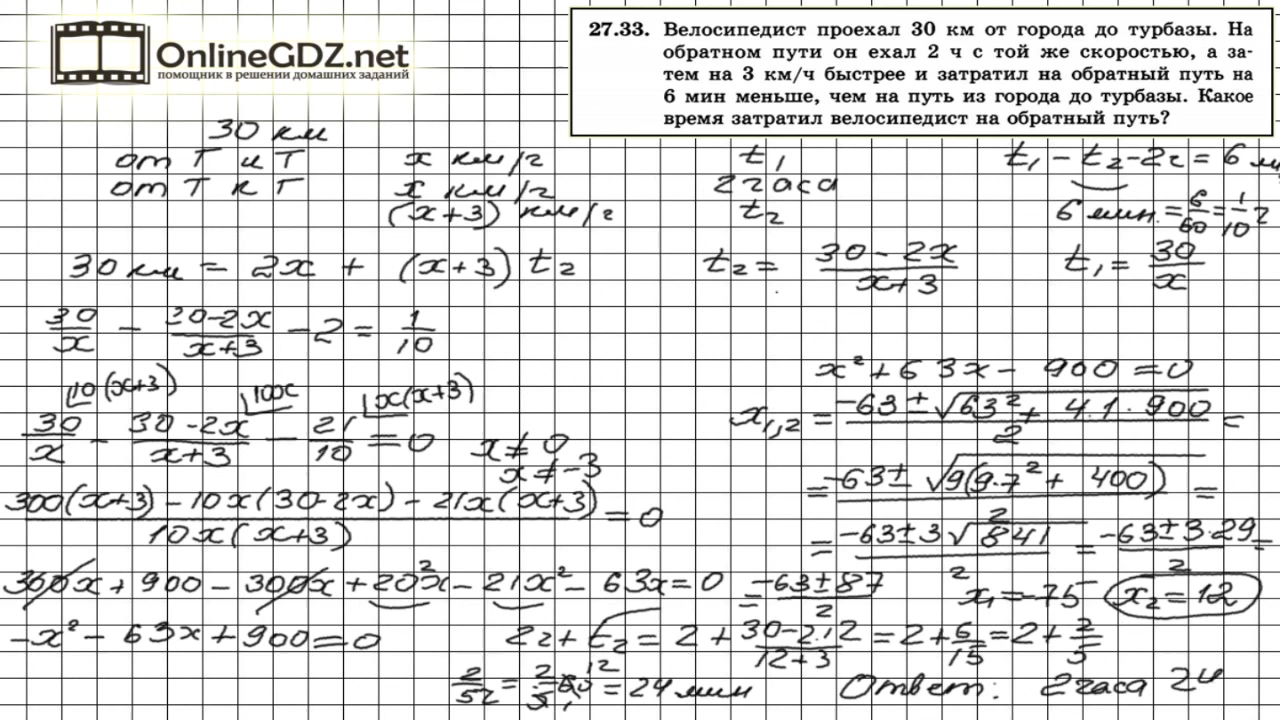 OnlineGDZ.net
помощник в решении домашних заданий
27.33. Велосипедист проехал 30 км от города до турбазы. На
обратном пути он ехал 2 ч с той же скоростью, а за-
тем на 3 км/ч быстрее и затратил на обратный путь на
6 мин меньше, чем на путь из города до турбазы. Какое
время затратил велосипедист на обратный путь?
30 км
от Г к Т x км/ч t₁ t₁ - t₂ - 2ч = 6 ми
от Т к Г x км/ч 2 часа
(x+3) км/ч t₂ 6 мин. = 6/60 = 1/10 ч
30 км = 2x + (x+3) t₂ t₂ = (30-2x)/(x+3) t₁ = 30/x
30/x - (30-2x)/(x+3) - 2 = 1/10
10(x+3) 10x x(x+3)
30/x - (30-2x)/(x+3) - 21/10 = 0 x ≠ 0
x ≠ -3
(300(x+3) - 10x(30-2x) - 21x(x+3))/(10x(x+3)) = 0
300x + 900 - 300x + 20x² - 21x² - 63x = 0
-x² - 63x + 900 = 0
x² + 63x - 900 = 0
x₁,₂ = (-63 ± √(63² + 4·1·900))/2 =
= (-63 ± √(9(9·7² + 400)))/2 =
= (-63 ± 3√841)/2 = (-63 ± 3·29)/2 =
= (-63 ± 87)/2 x₁ = -75 x₂ = 12
2ч + t₂ = 2 + (30-2·12)/(12+3) = 2 + 6/15 = 2 + 2/5
2/5 ч = 2/5 · 60 12 = 24 мин
Ответ: 2 часа 24